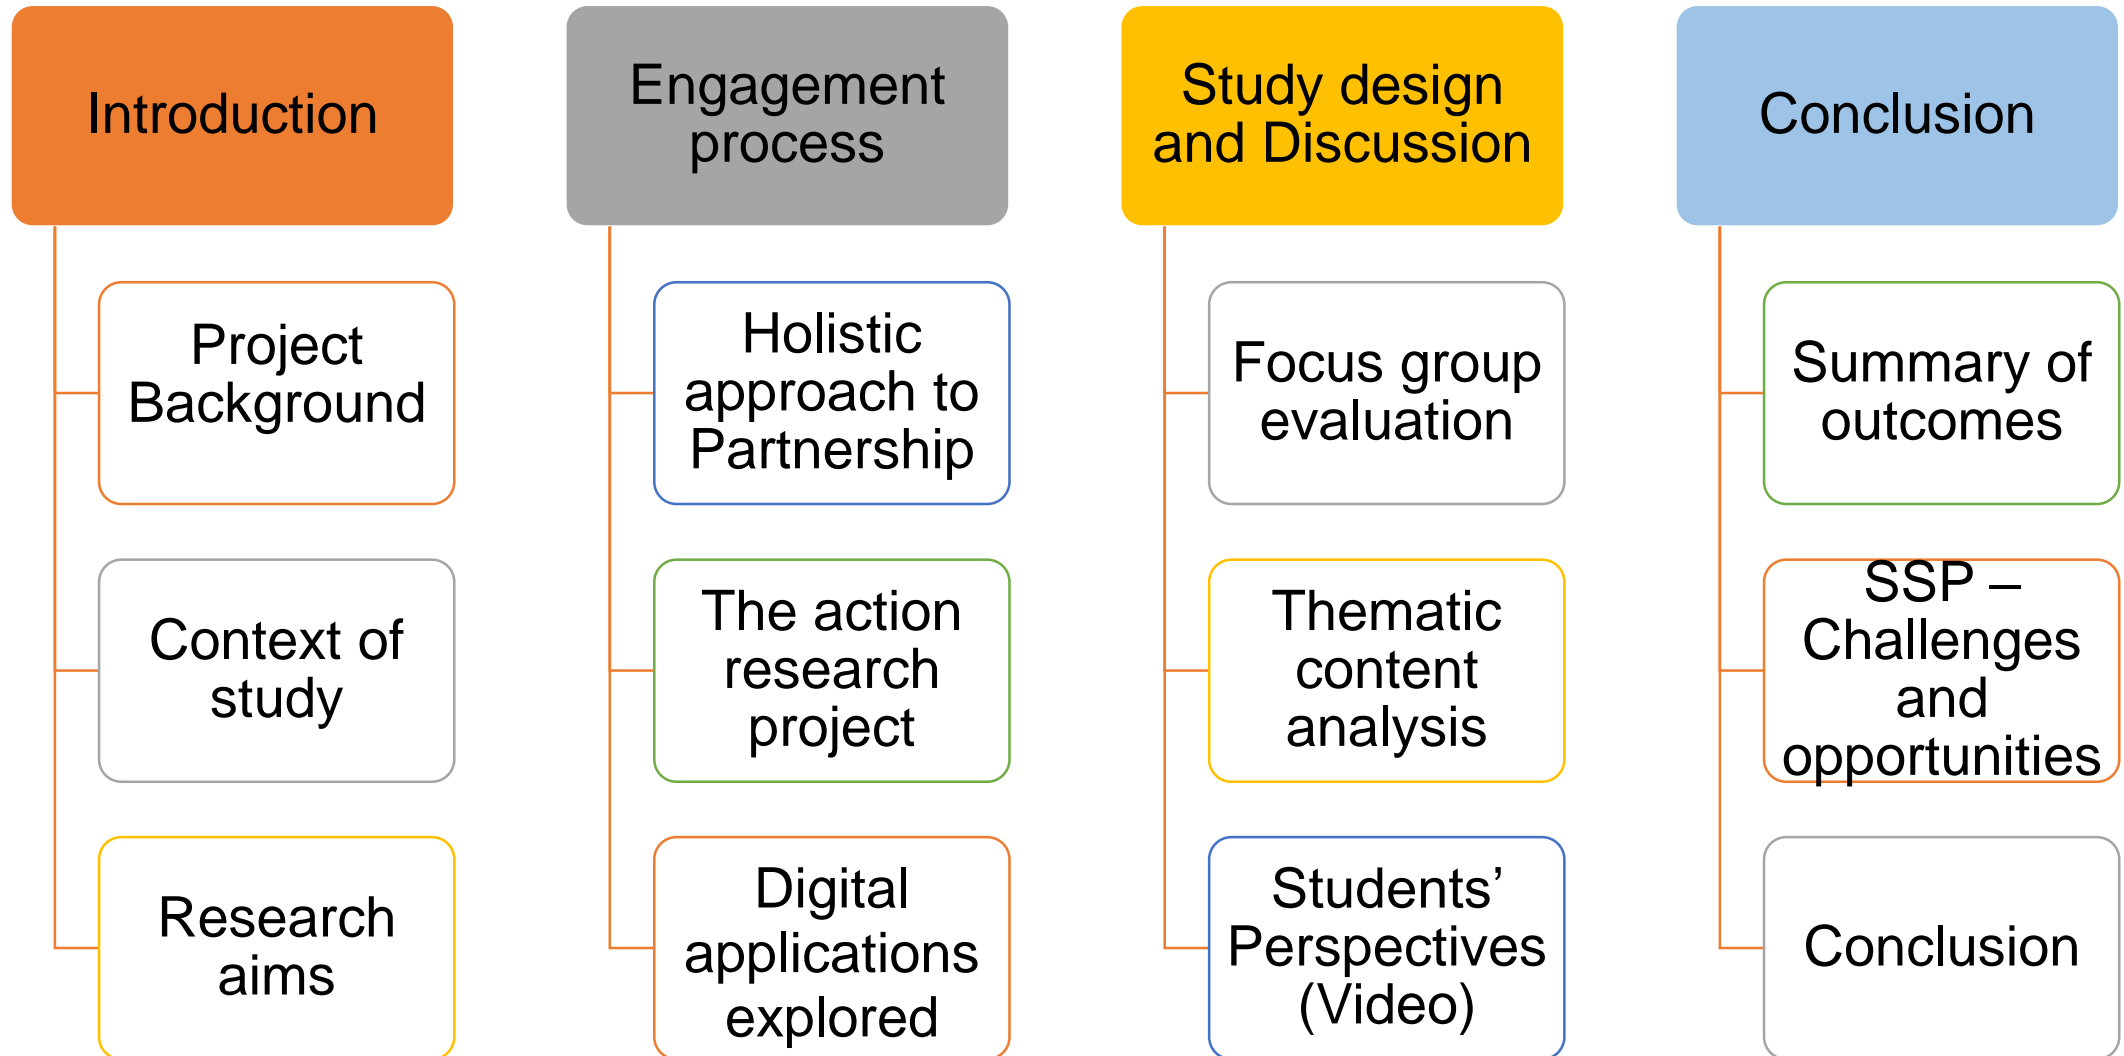 Introduction
Project
Background
Context of
study
Research
aims
Engagement
process
Holistic
approach to
Partnership
The action
research
project
Digital
applications
explored
Study design
and Discussion
Focus group
evaluation
Thematic
content
analysis
Students’
Perspectives
(Video)
Conclusion
Summary of
outcomes
SSP –
Challenges
and
opportunities
Conclusion